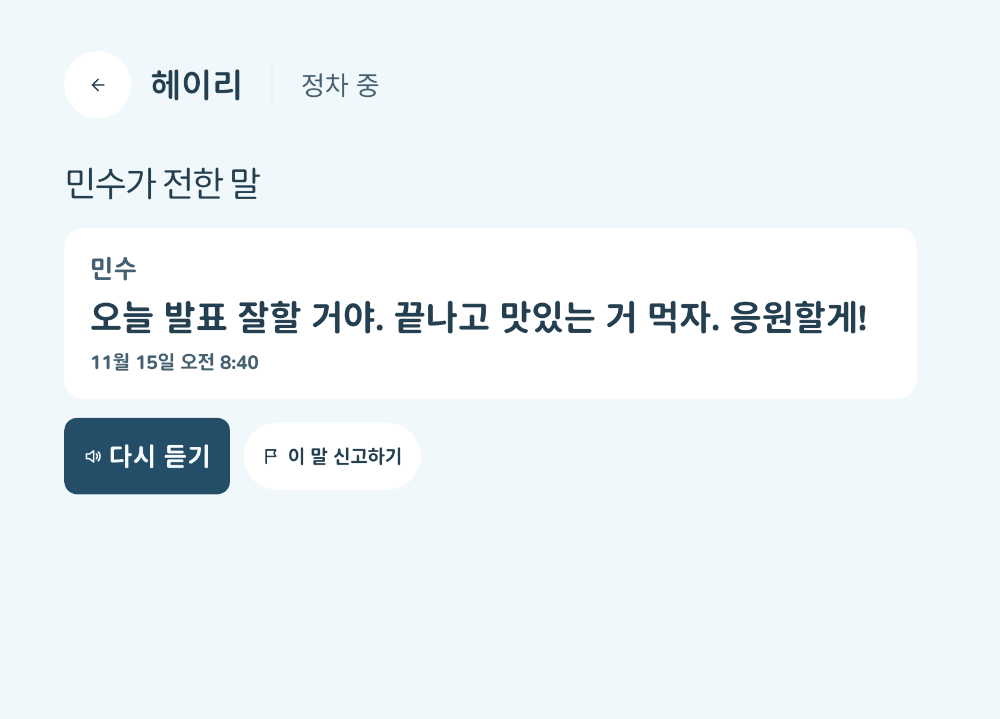 헤이리
정차 중
민수가 전한 말
민수
오늘 발표 잘할 거야. 끝나고 맛있는 거 먹자. 응원할게!
11월 15일 오전 8:40
다시 듣기
이 말 신고하기